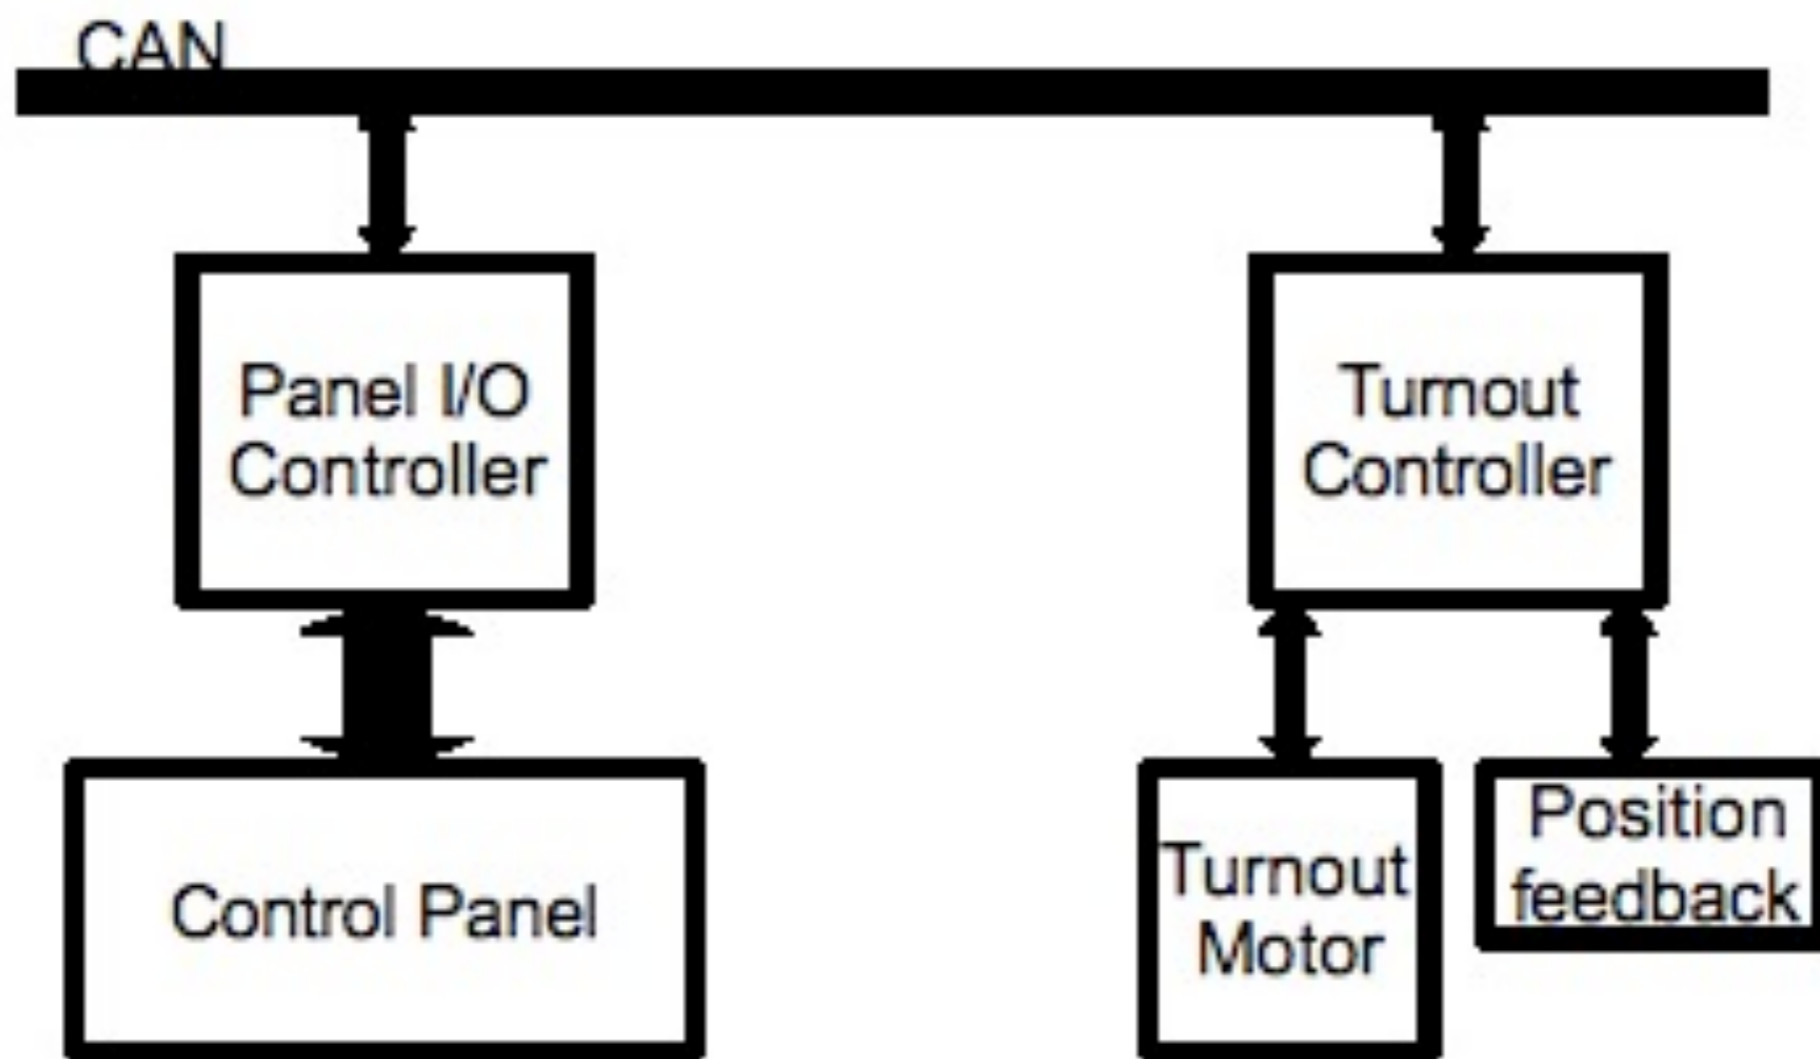 CAN
Panel I/O
Controller
Turnout
Controller
Control Panel
Turnout
Motor
Position
feedback